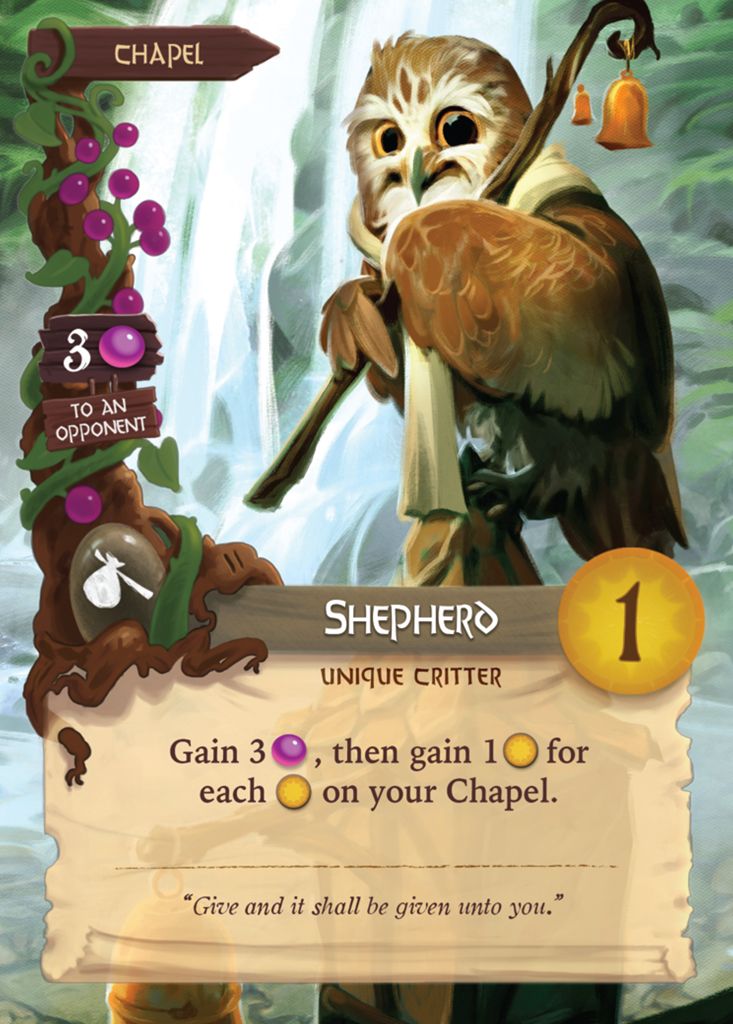 CHAPEL
3
TO AN
OPPONENT
SHEPHERD
1
UNIQUE CRITTER
Gain 3 , then gain 1 for
each on your Chapel.
“Give and it shall be given unto you.”